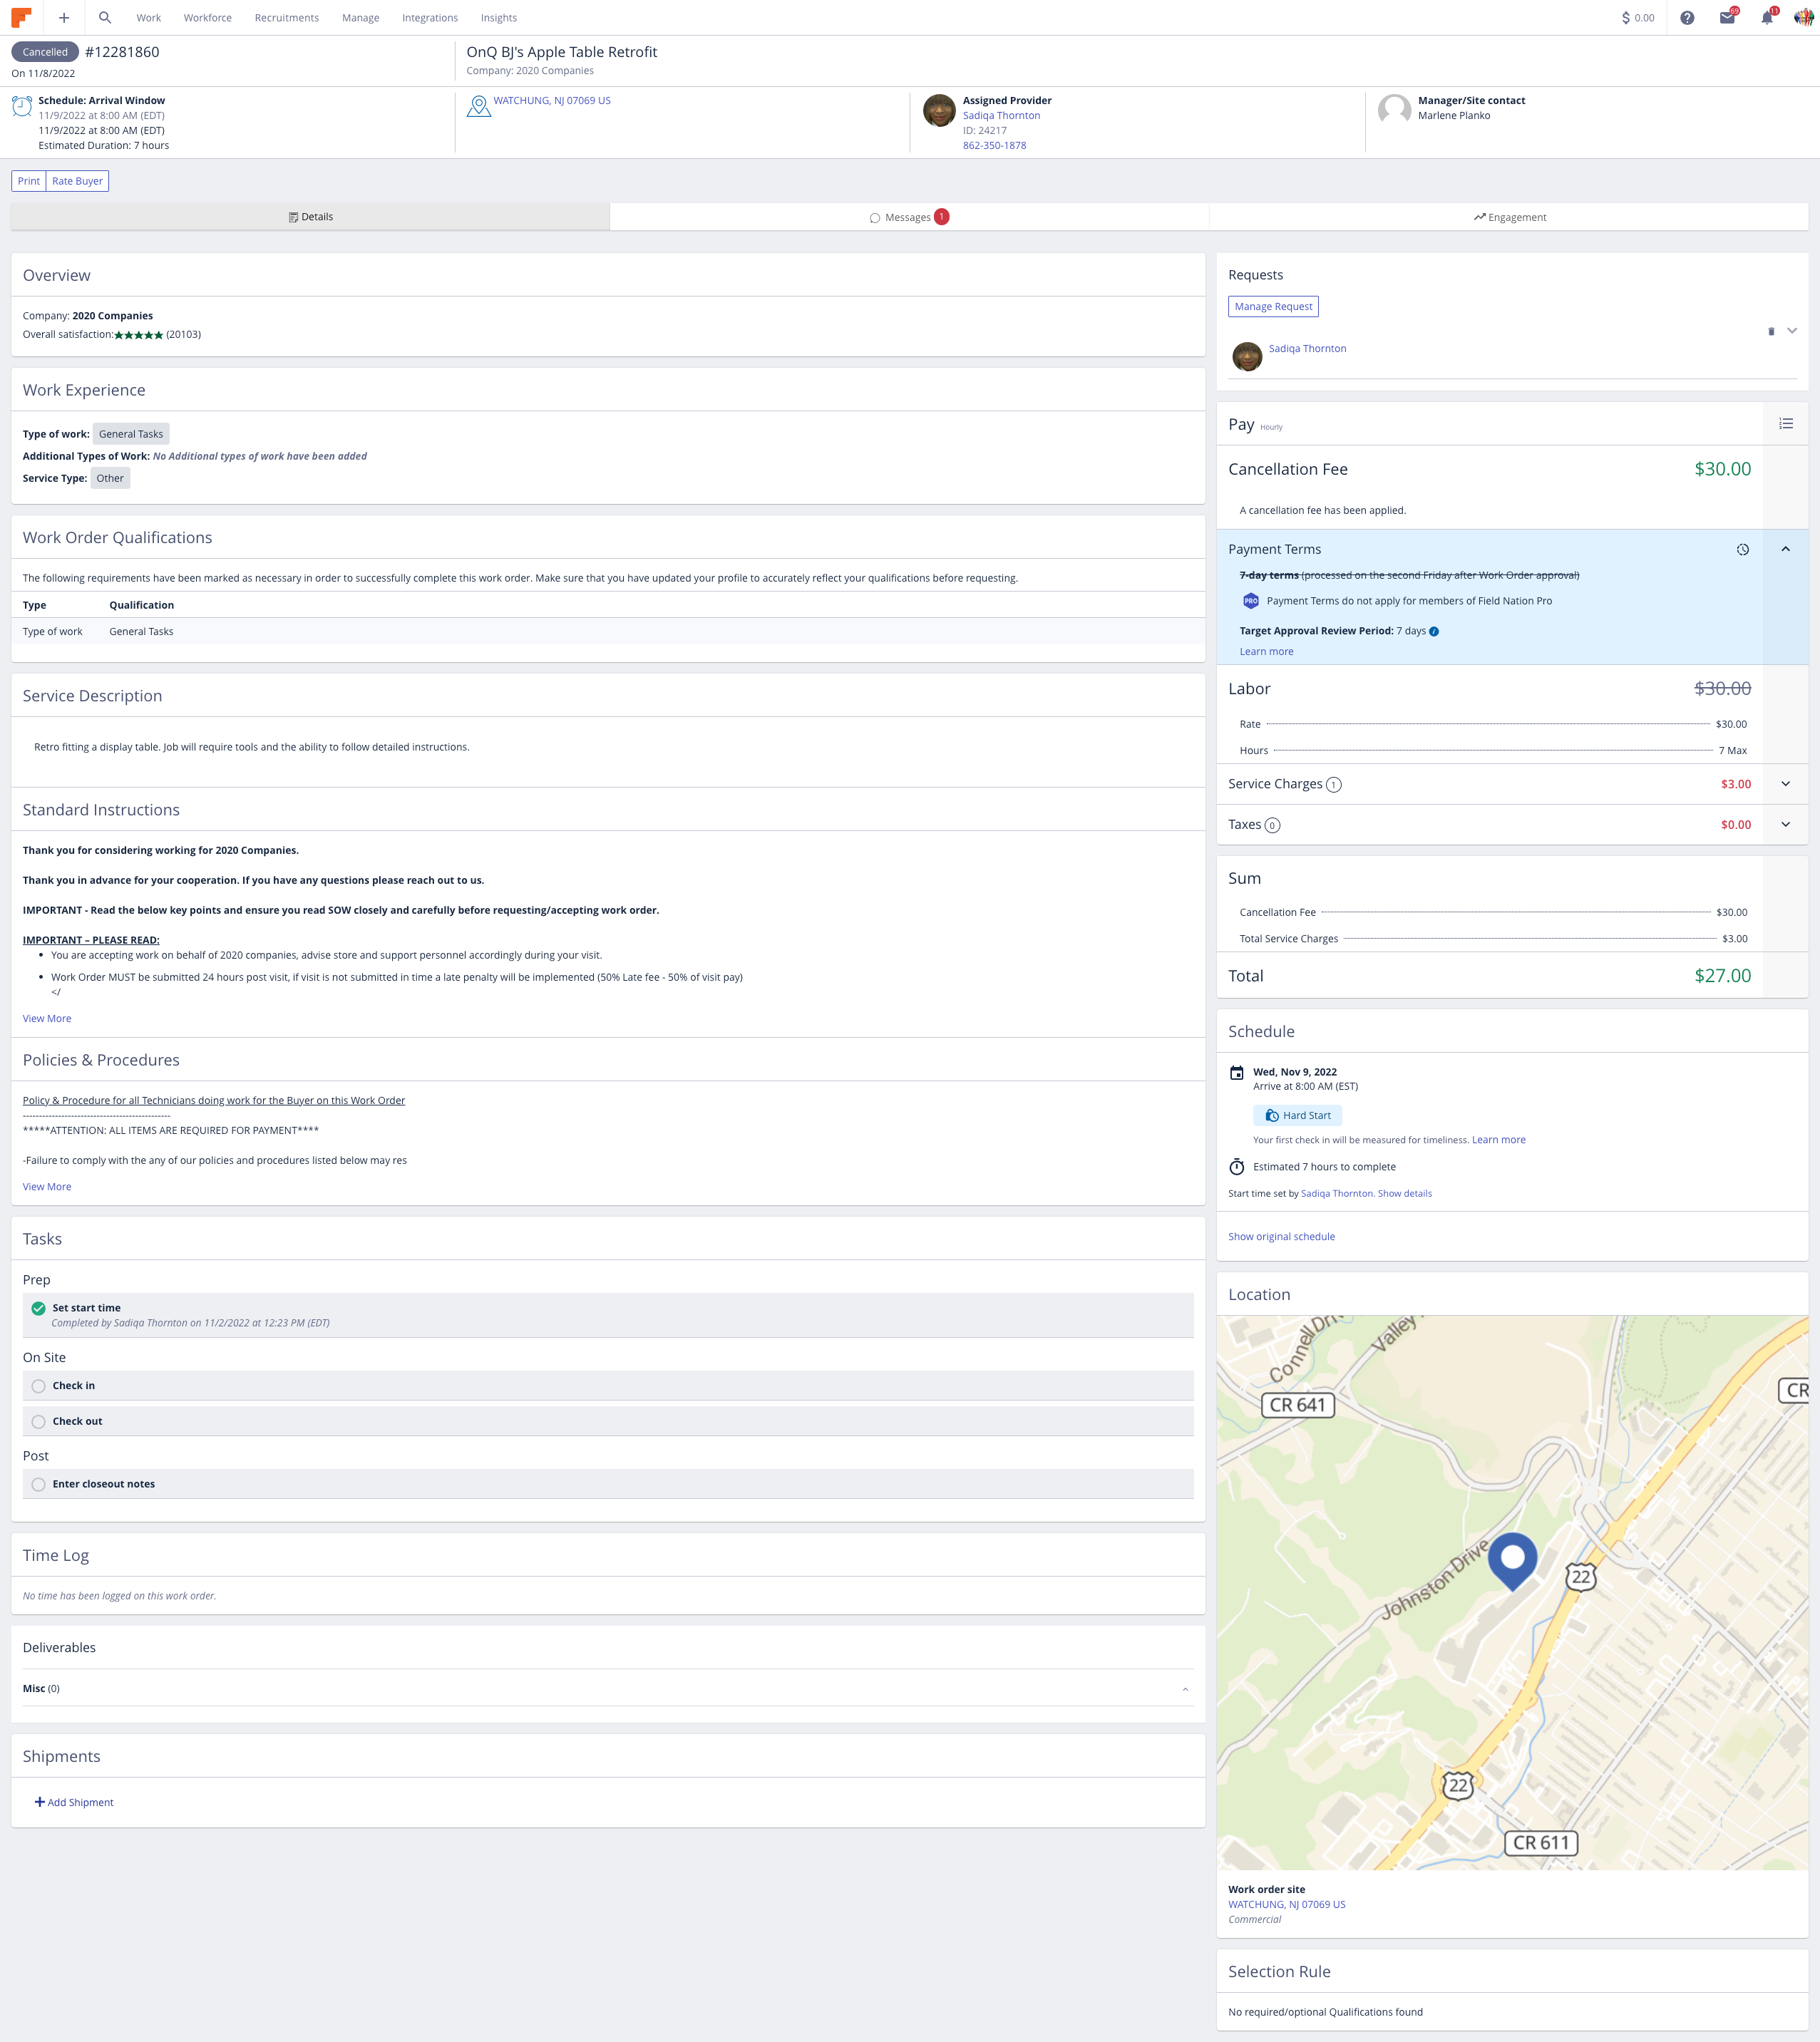 Work Workforce Recruitments Manage Integrations Insights $ 0.00 69 11
Cancelled #12281860
On 11/8/2022
OnQ BJ's Apple Table Retrofit
Company: 2020 Companies
Schedule: Arrival Window
11/9/2022 at 8:00 AM (EDT)
11/9/2022 at 8:00 AM (EDT)
Estimated Duration: 7 hours
WATCHUNG, NJ 07069 US
Assigned Provider
Sadiqa Thornton
ID: 24217
862-350-1878
Manager/Site contact
Marlene Planko
Print Rate Buyer
Details Messages 1 Engagement
Overview
Company: 2020 Companies
Overall satisfaction:★★★★★ (20103)
Work Experience
Type of work: General Tasks
Additional Types of Work: No Additional types of work have been added
Service Type: Other
Work Order Qualifications
The following requirements have been marked as necessary in order to successfully complete this work order. Make sure that you have updated your profile to accurately reflect your qualifications before requesting.
Type Qualification
Type of work General Tasks
Service Description
Retro fitting a display table. Job will require tools and the ability to follow detailed instructions.
Standard Instructions
Thank you for considering working for 2020 Companies.
Thank you in advance for your cooperation. If you have any questions please reach out to us.
IMPORTANT - Read the below key points and ensure you read SOW closely and carefully before requesting/accepting work order.
IMPORTANT – PLEASE READ:
• You are accepting work on behalf of 2020 companies, advise store and support personnel accordingly during your visit.
• Work Order MUST be submitted 24 hours post visit, if visit is not submitted in time a late penalty will be implemented (50% Late fee - 50% of visit pay)
</
View More
Policies & Procedures
Policy & Procedure for all Technicians doing work for the Buyer on this Work Order
----------------------------------------------
*****ATTENTION: ALL ITEMS ARE REQUIRED FOR PAYMENT****
-Failure to comply with the any of our policies and procedures listed below may res
View More
Tasks
Prep
Set start time
Completed by Sadiqa Thornton on 11/2/2022 at 12:23 PM (EDT)
On Site
Check in
Check out
Post
Enter closeout notes
Time Log
No time has been logged on this work order.
Deliverables
Misc (0)
Shipments
+ Add Shipment
Requests
Manage Request
Sadiqa Thornton
Pay Hourly
Cancellation Fee $30.00
A cancellation fee has been applied.
Payment Terms
7-day terms (processed on the second Friday after Work Order approval)
PRO Payment Terms do not apply for members of Field Nation Pro
Target Approval Review Period: 7 days i
Learn more
Labor $30.00
Rate $30.00
Hours 7 Max
Service Charges 1 $3.00
Taxes 0 $0.00
Sum
Cancellation Fee $30.00
Total Service Charges $3.00
Total $27.00
Schedule
Wed, Nov 9, 2022
Arrive at 8:00 AM (EST)
Hard Start
Your first check in will be measured for timeliness. Learn more
Estimated 7 hours to complete
Start time set by Sadiqa Thornton. Show details
Show original schedule
Location
Connell Dri
Valley
CR 641
CR
Johnston Drive
22
22
CR 611
Work order site
WATCHUNG, NJ 07069 US
Commercial
Selection Rule
No required/optional Qualifications found